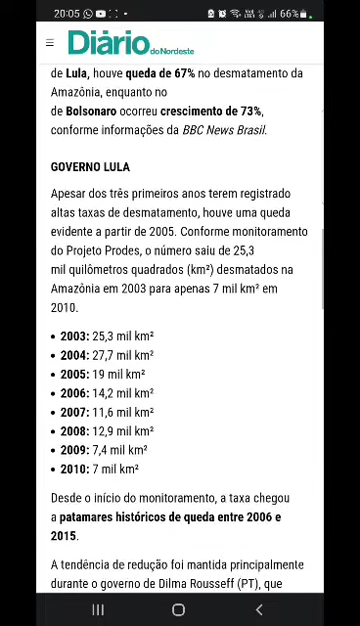 20:05
66%
Diário do Nordeste
de Lula, houve queda de 67% no desmatamento da
Amazônia, enquanto no
de Bolsonaro ocorreu crescimento de 73%,
conforme informações da BBC News Brasil.
GOVERNO LULA
Apesar dos três primeiros anos terem registrado
altas taxas de desmatamento, houve uma queda
evidente a partir de 2005. Conforme monitoramento
do Projeto Prodes, o número saiu de 25,3
mil quilômetros quadrados (km²) desmatados na
Amazônia em 2003 para apenas 7 mil km² em
2010.
• 2003: 25,3 mil km²
• 2004: 27,7 mil km²
• 2005: 19 mil km²
• 2006: 14,2 mil km²
• 2007: 11,6 mil km²
• 2008: 12,9 mil km²
• 2009: 7,4 mil km²
• 2010: 7 mil km²
Desde o início do monitoramento, a taxa chegou
a patamares históricos de queda entre 2006 e
2015.
A tendência de redução foi mantida principalmente
durante o governo de Dilma Rousseff (PT), que